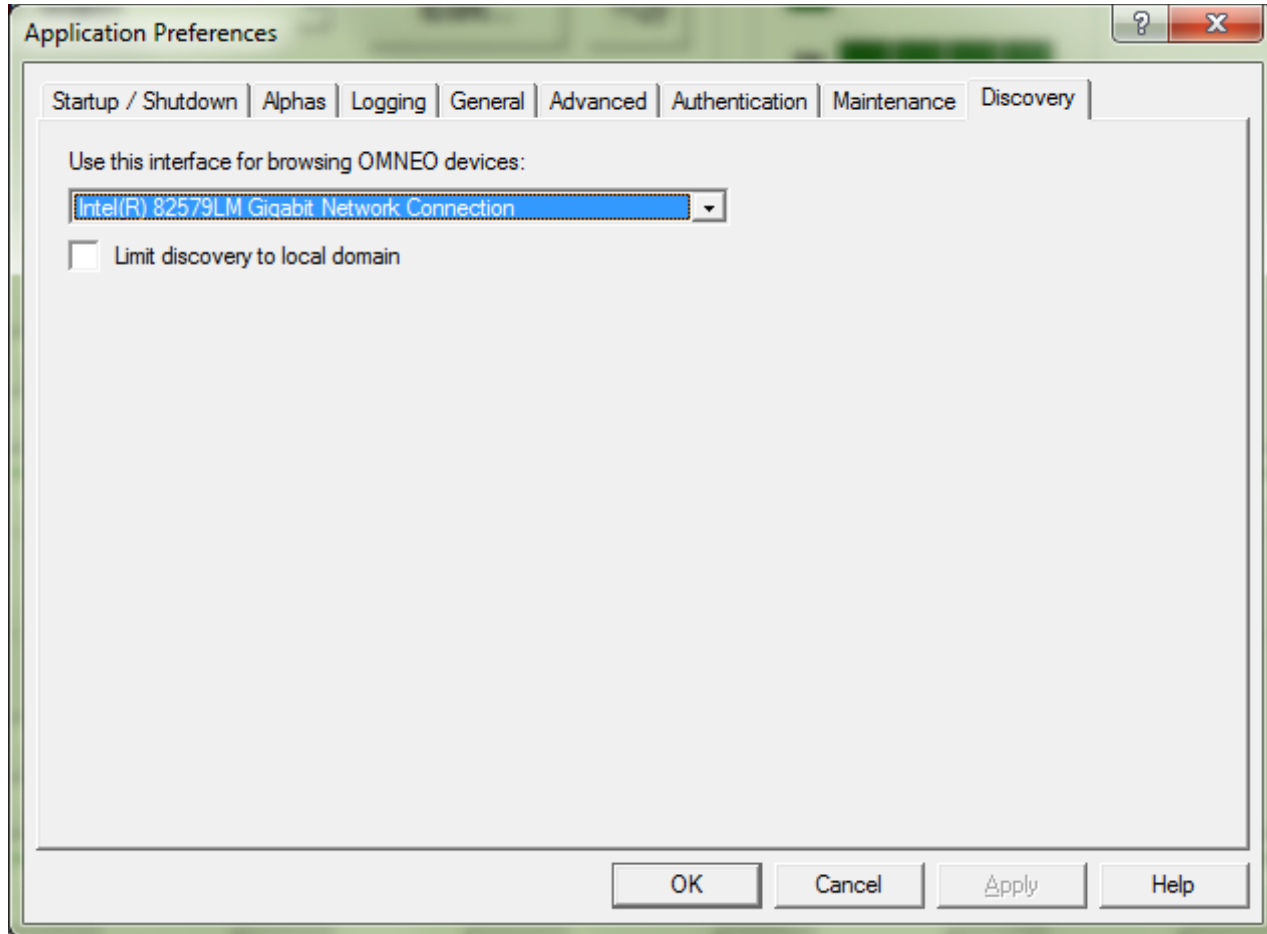 Application Preferences
?
X
Startup / Shutdown
Alphas
Logging
General
Advanced
Authentication
Maintenance
Discovery
Use this interface for browsing OMNEO devices:
Intel(R) 82579LM Gigabit Network Connection
Limit discovery to local domain
OK
Cancel
Apply
Help